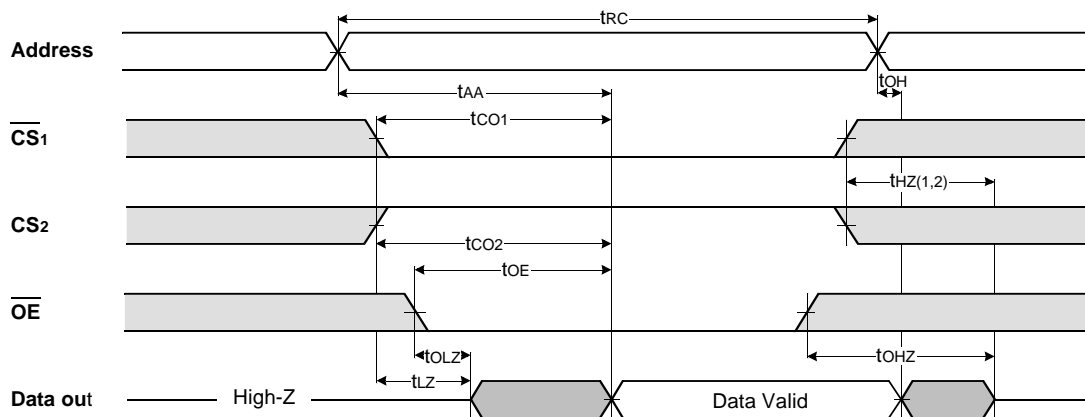 tRC
Address
tOH
tAA
tCO1
CS1
tHZ(1,2)
CS2
tCO2
tOE
OE
tOLZ
tOHZ
tLZ
Data out
High-Z
Data Valid